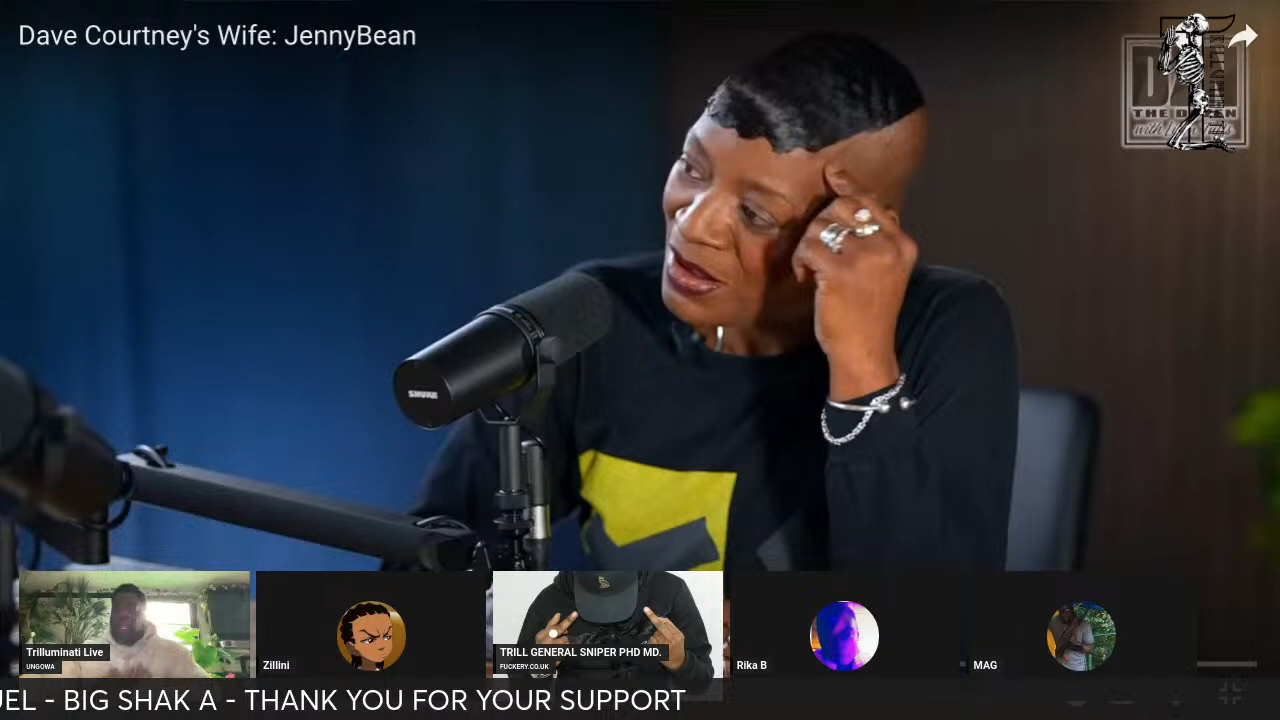 Dave Courtney's Wife: JennyBean
THE
SHURE
Trilluminati Live
UNGOWA
Zillini
TRILL GENERAL SNIPER PHD MD.
FUCKERY.CO.UK
Rika B
MAG
UEL - BIG SHAK A - THANK YOU FOR YOUR SUPPORT